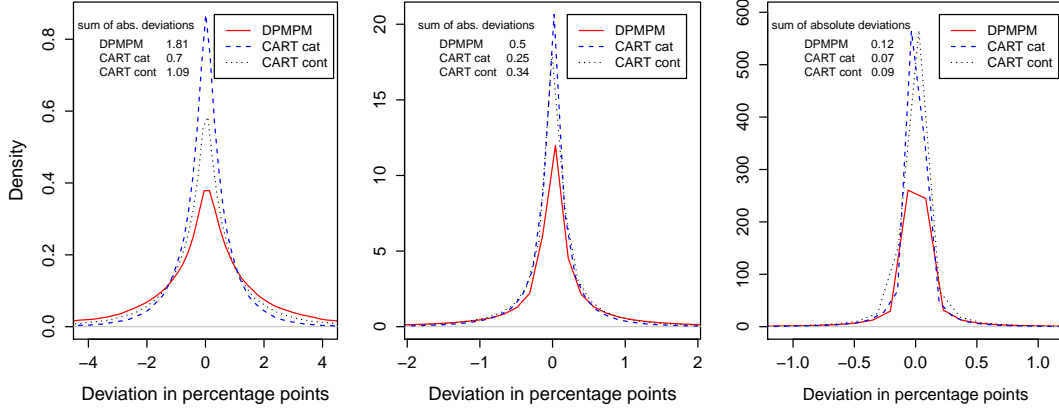 sum of abs. deviations
DPMPM 1.81
CART cat 0.7
CART cont 1.09
DPMPM
CART cat
CART cont
Density
0.0 0.2 0.4 0.6 0.8
−4 −2 0 2 4
Deviation in percentage points
sum of abs. deviations
DPMPM 0.5
CART cat 0.25
CART cont 0.34
DPMPM
CART cat
CART cont
0 5 10 15 20
−2 −1 0 1 2
Deviation in percentage points
sum of absolute deviations
DPMPM 0.12
CART cat 0.07
CART cont 0.09
DPMPM
CART cat
CART cont
0 100 200 300 400 500 600
−1.0 −0.5 0.0 0.5 1.0
Deviation in percentage points